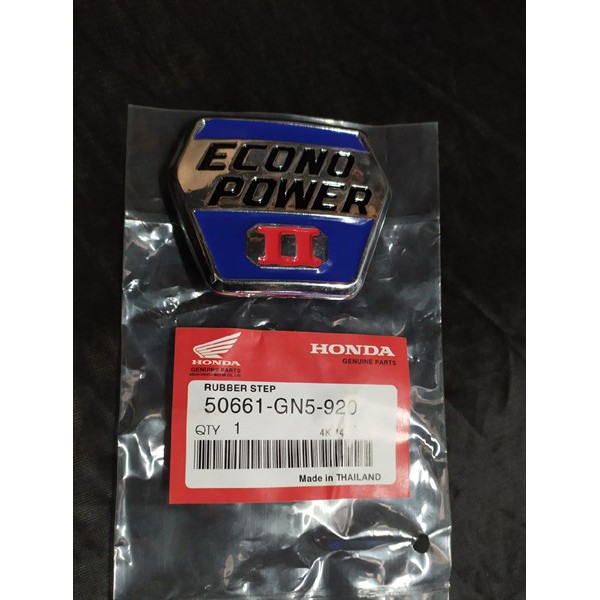 ECONO
POWER
II
HONDA
GENUINE PARTS
HONDA
GENUINE PARTS
RUBBER STEP
50661-GN5-920
QTY 1
Made in THAILAND